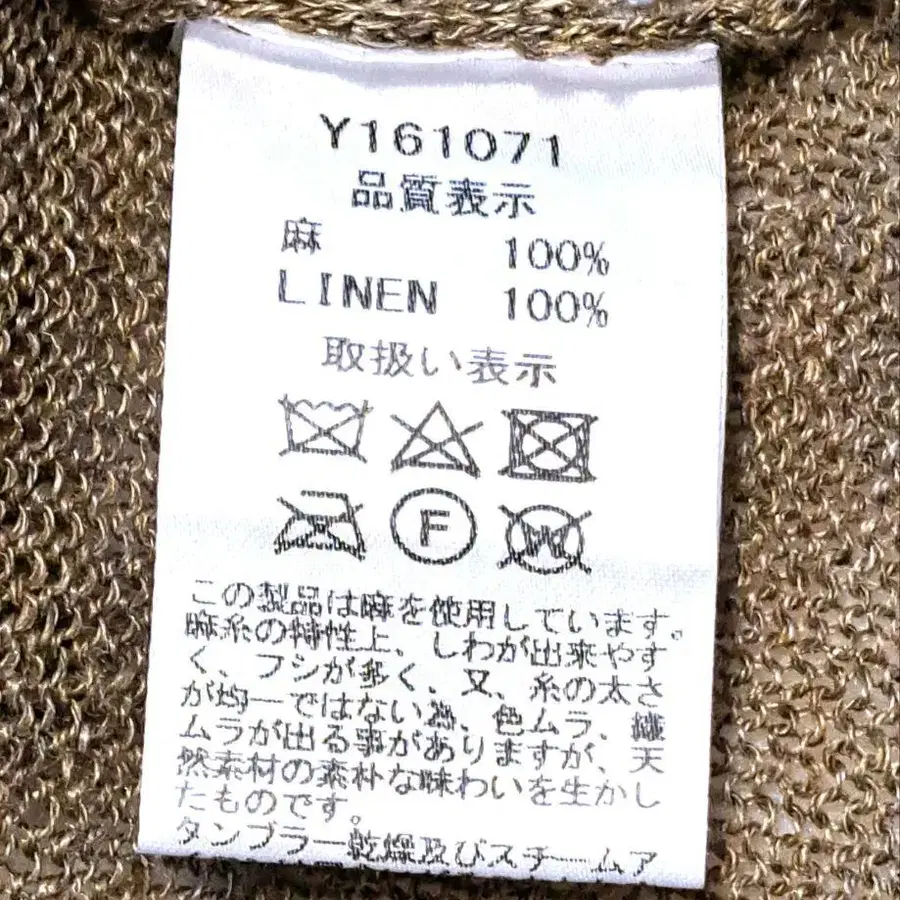 Y161071
品質表示
麻 100%
LINEN 100%
取扱い表示
F
W
この製品は麻を使用しています。
麻糸の特性上、しわが出来やす
く、フシが多く、又、糸の太さ
が均一ではない為、色ムラ、織
ムラが出る事がありますが、天
然素材の素朴な味わいを生かし
たものです。
タンブラー乾燥及びスチームア